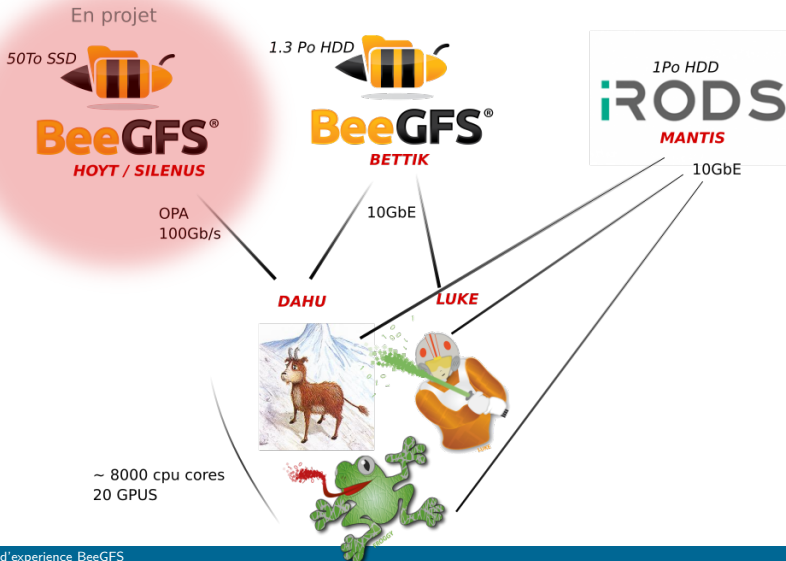 En projet
50To SSD
BeeGFS®
HOYT / SILENUS
1.3 Po HDD
BeeGFS®
BETTIK
1Po HDD
iRODS
MANTIS
10GbE
OPA
100Gb/s
10GbE
DAHU
LUKE
~ 8000 cpu cores
20 GPUS
d'experience BeeGFS